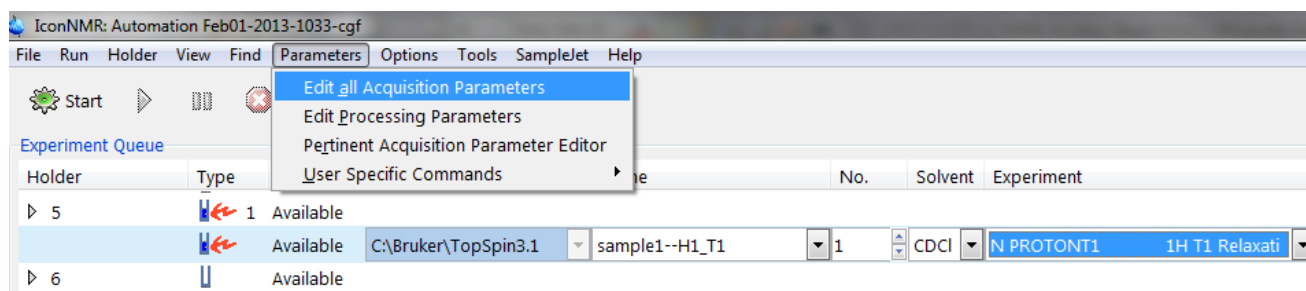 IconNMR: Automation Feb01-2013-1033-cgf
File Run Holder View Find Parameters Options Tools SampleJet Help
Start
Edit all Acquisition Parameters
Edit Processing Parameters
Pertinent Acquisition Parameter Editor
User Specific Commands
Experiment Queue
Holder Type No. Solvent Experiment
5 1 Available
Available C:\Bruker\TopSpin3.1 sample1--H1_T1 1 CDCl N PROTONT1 1H T1 Relaxati
6 Available